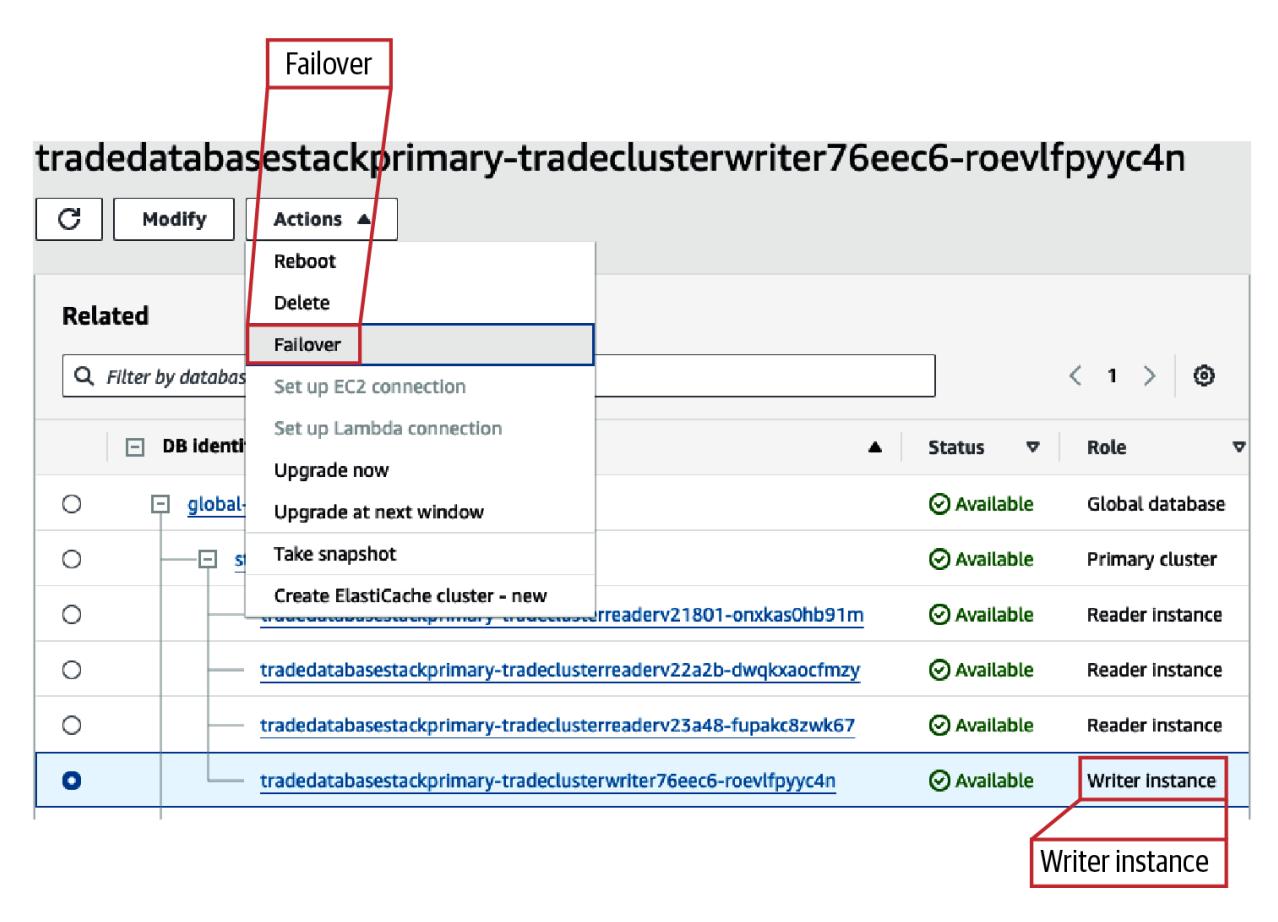 Failover
tradedatabasestackprimary-tradeclusterwriter76eec6-roevlfpyyc4n
Modify Actions
Reboot
Delete
Related
Failover
Filter by databas 1
Set up EC2 connection
Set up Lambda connection
DB identi Status Role
Upgrade now
global- Available Global database
Upgrade at next window
Take snapshot
Available Primary cluster
Create ElastiCache cluster - new
tradedatabasestackprimary-tradeclusterreaderv21801-onxkas0hb91m Available Reader instance
tradedatabasestackprimary-tradeclusterreaderv22a2b-dwqkxaocfmzy Available Reader instance
tradedatabasestackprimary-tradeclusterreaderv23a48-fupakc8zwk67 Available Reader instance
tradedatabasestackprimary-tradeclusterwriter76eec6-roevlfpyyc4n Available Writer instance
Writer instance